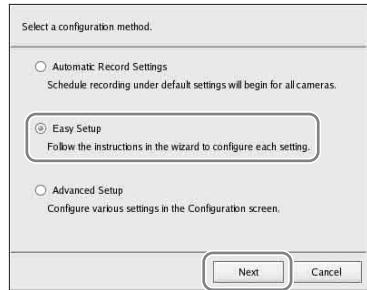 Select a configuration method.
Automatic Record Settings
Schedule recording under default settings will begin for all cameras.
Easy Setup
Follow the instructions in the wizard to configure each setting.
Advanced Setup
Configure various settings in the Configuration screen.
Next Cancel